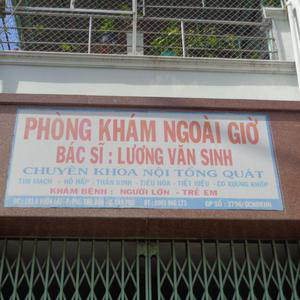 PHÒNG KHÁM NGOÀI GIỜ
BÁC SĨ : LƯƠNG VĂN SINH
CHUYÊN KHOA NỘI TỔNG QUÁT
TIM MẠCH - HÔ HẤP - THẦN KINH - TIÊU HÓA - TIẾT NIỆU - CƠ XƯƠNG KHỚP
KHÁM BỆNH : NGƯỜI LỚN - TRẺ EM